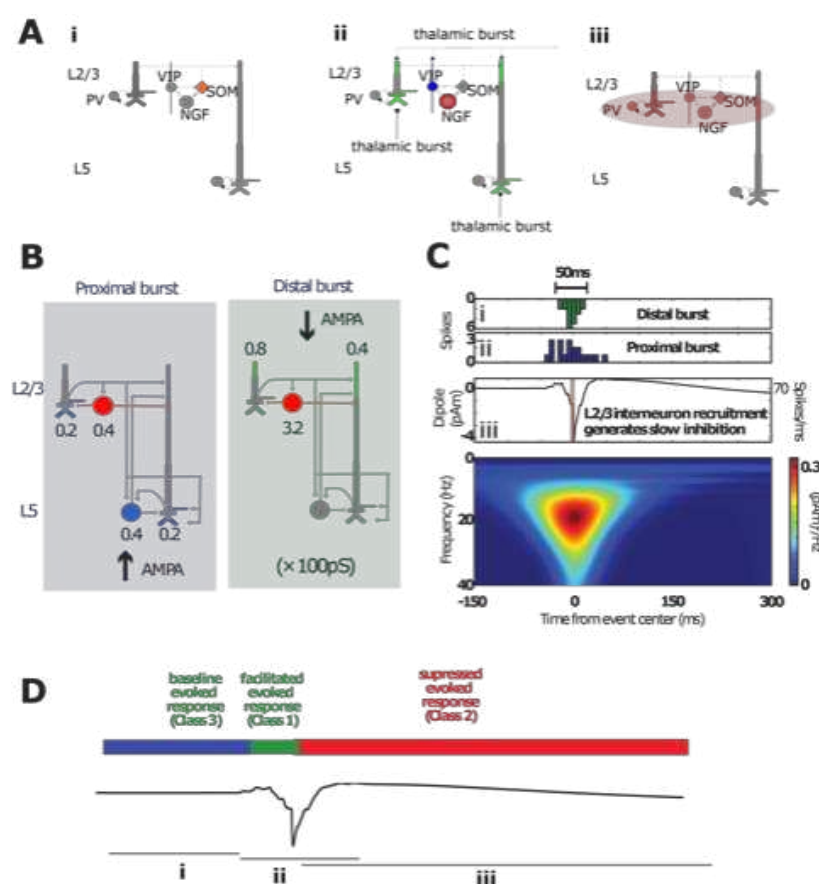 A
i
ii
iii
thalamic burst
L2/3
VIP
SOM
PV
NGF
L5
L2/3
VIP
SOM
PV
NGF
thalamic burst
L5
thalamic burst
L2/3
VIP
SOM
PV
NGF
L5
B
Proximal burst
Distal burst
AMPA
0.8
0.4
L2/3
0.2
0.4
3.2
L5
0.4
0.2
AMPA
(×100pS)
C
50ms
0
6
i
Distal burst
Spikes
3
0
ii
Proximal burst
0
-4
Dipole
(pAm)
iii
L2/3 interneuron recruitment
generates slow inhibition
70
Spikes/ms
0
20
40
Frequency (Hz)
0.3
0
(pAm)²/Hz
-150
0
150
300
Time from event center (ms)
D
baseline
evoked
response
(Class 3)
facilitated
evoked
response
(Class 1)
supressed
evoked
response
(Class 2)
i
ii
iii